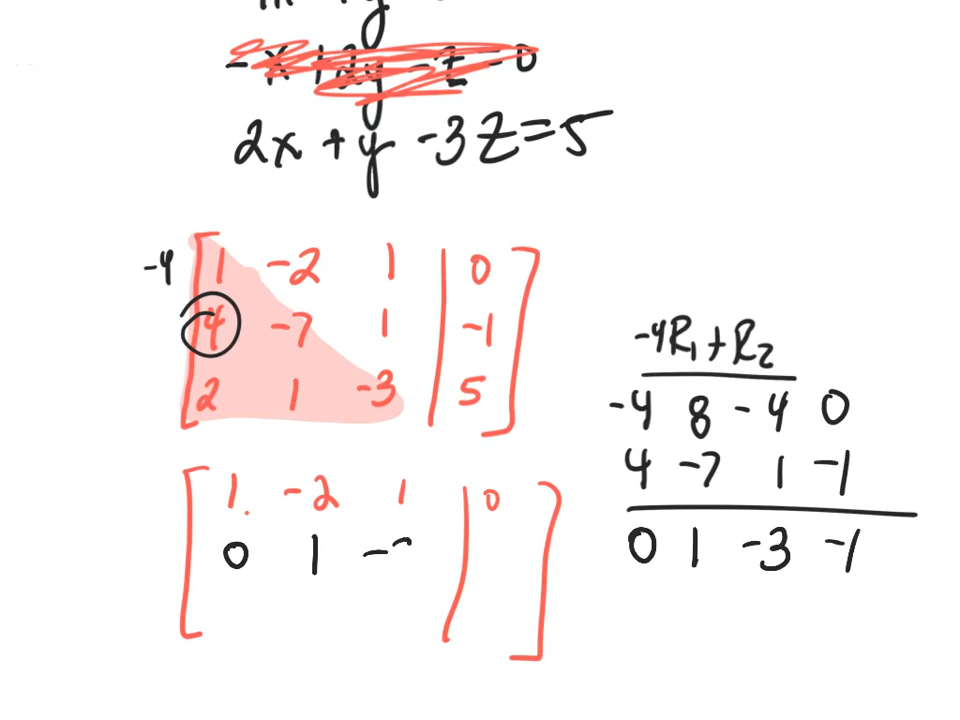 2x + y - 3z = 5
-4
1 -2 1 | 0
4 -7 1 | -1
2 1 -3 | 5
-4R₁ + R₂
-4 8 -4 0
4 -7 1 -1
0 1 -3 -1
1 -2 1 | 0
0 1 -